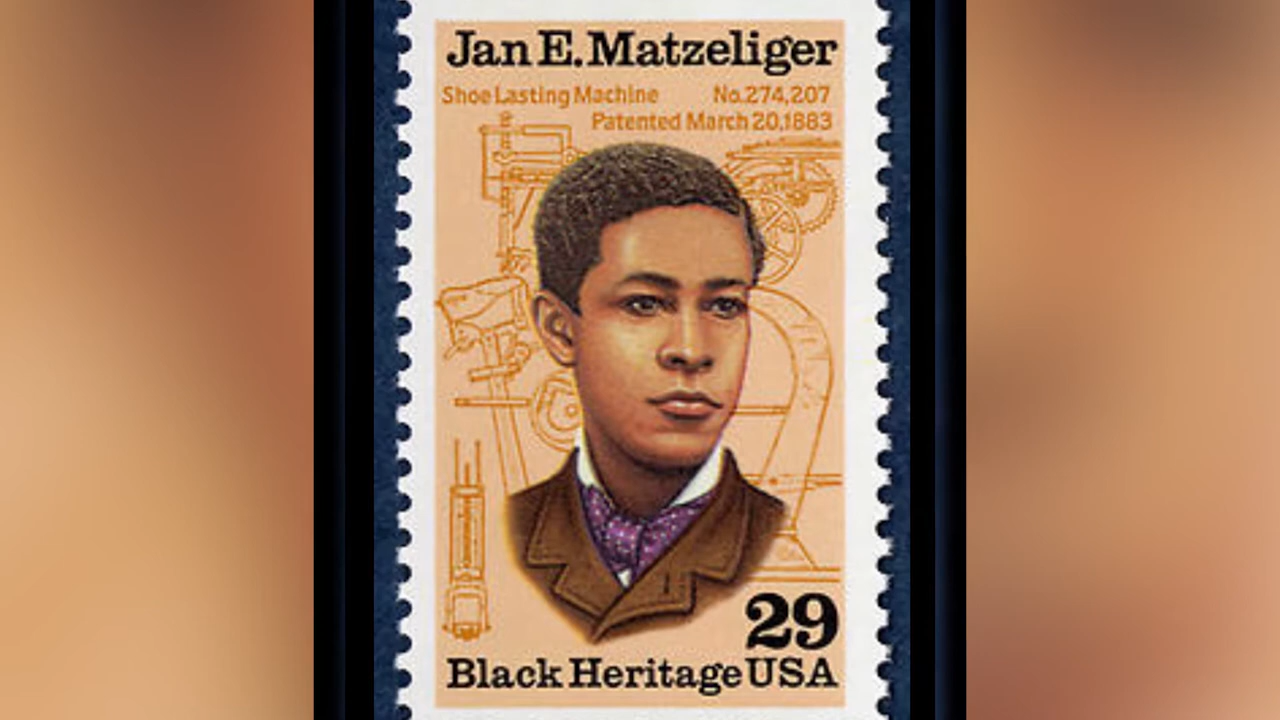 Jan E. Matzeliger
Shoe Lasting Machine No. 274,207
Patented March 20, 1883
29
Black Heritage USA